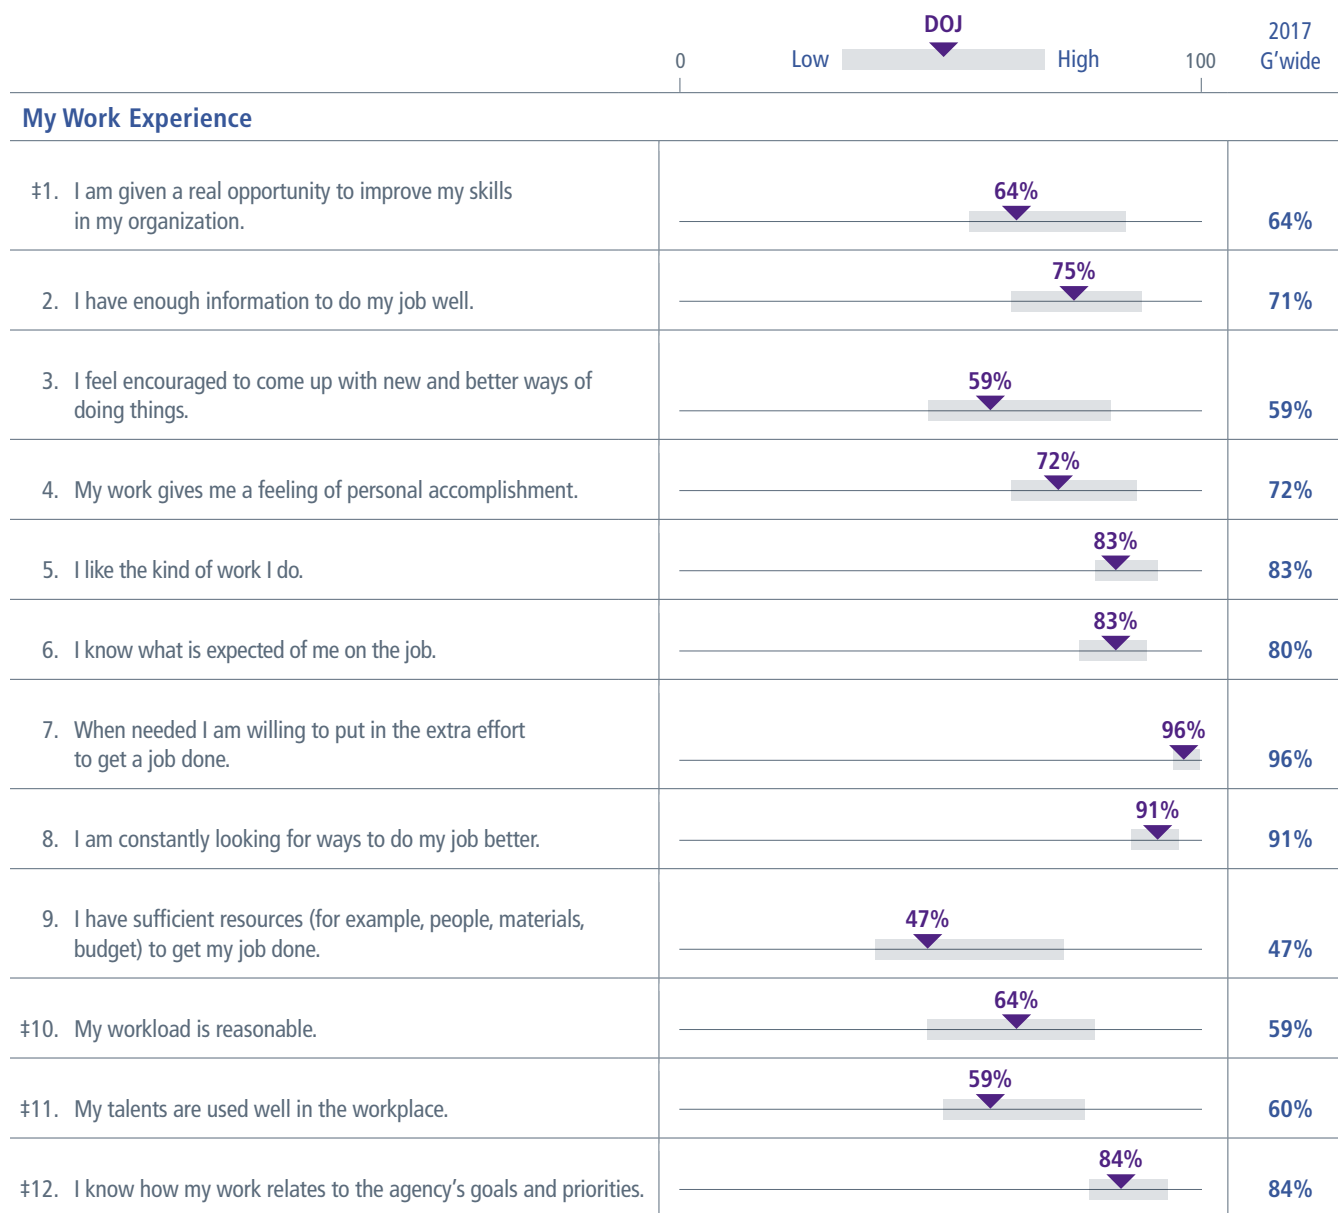 DOJ
2017
0 Low High 100 G’wide
My Work Experience
‡1. I am given a real opportunity to improve my skills
in my organization.
64%
64%
2. I have enough information to do my job well.
75%
71%
3. I feel encouraged to come up with new and better ways of
doing things.
59%
59%
4. My work gives me a feeling of personal accomplishment.
72%
72%
5. I like the kind of work I do.
83%
83%
6. I know what is expected of me on the job.
83%
80%
7. When needed I am willing to put in the extra effort
to get a job done.
96%
96%
8. I am constantly looking for ways to do my job better.
91%
91%
9. I have sufficient resources (for example, people, materials,
budget) to get my job done.
47%
47%
‡10. My workload is reasonable.
64%
59%
‡11. My talents are used well in the workplace.
59%
60%
‡12. I know how my work relates to the agency’s goals and priorities.
84%
84%